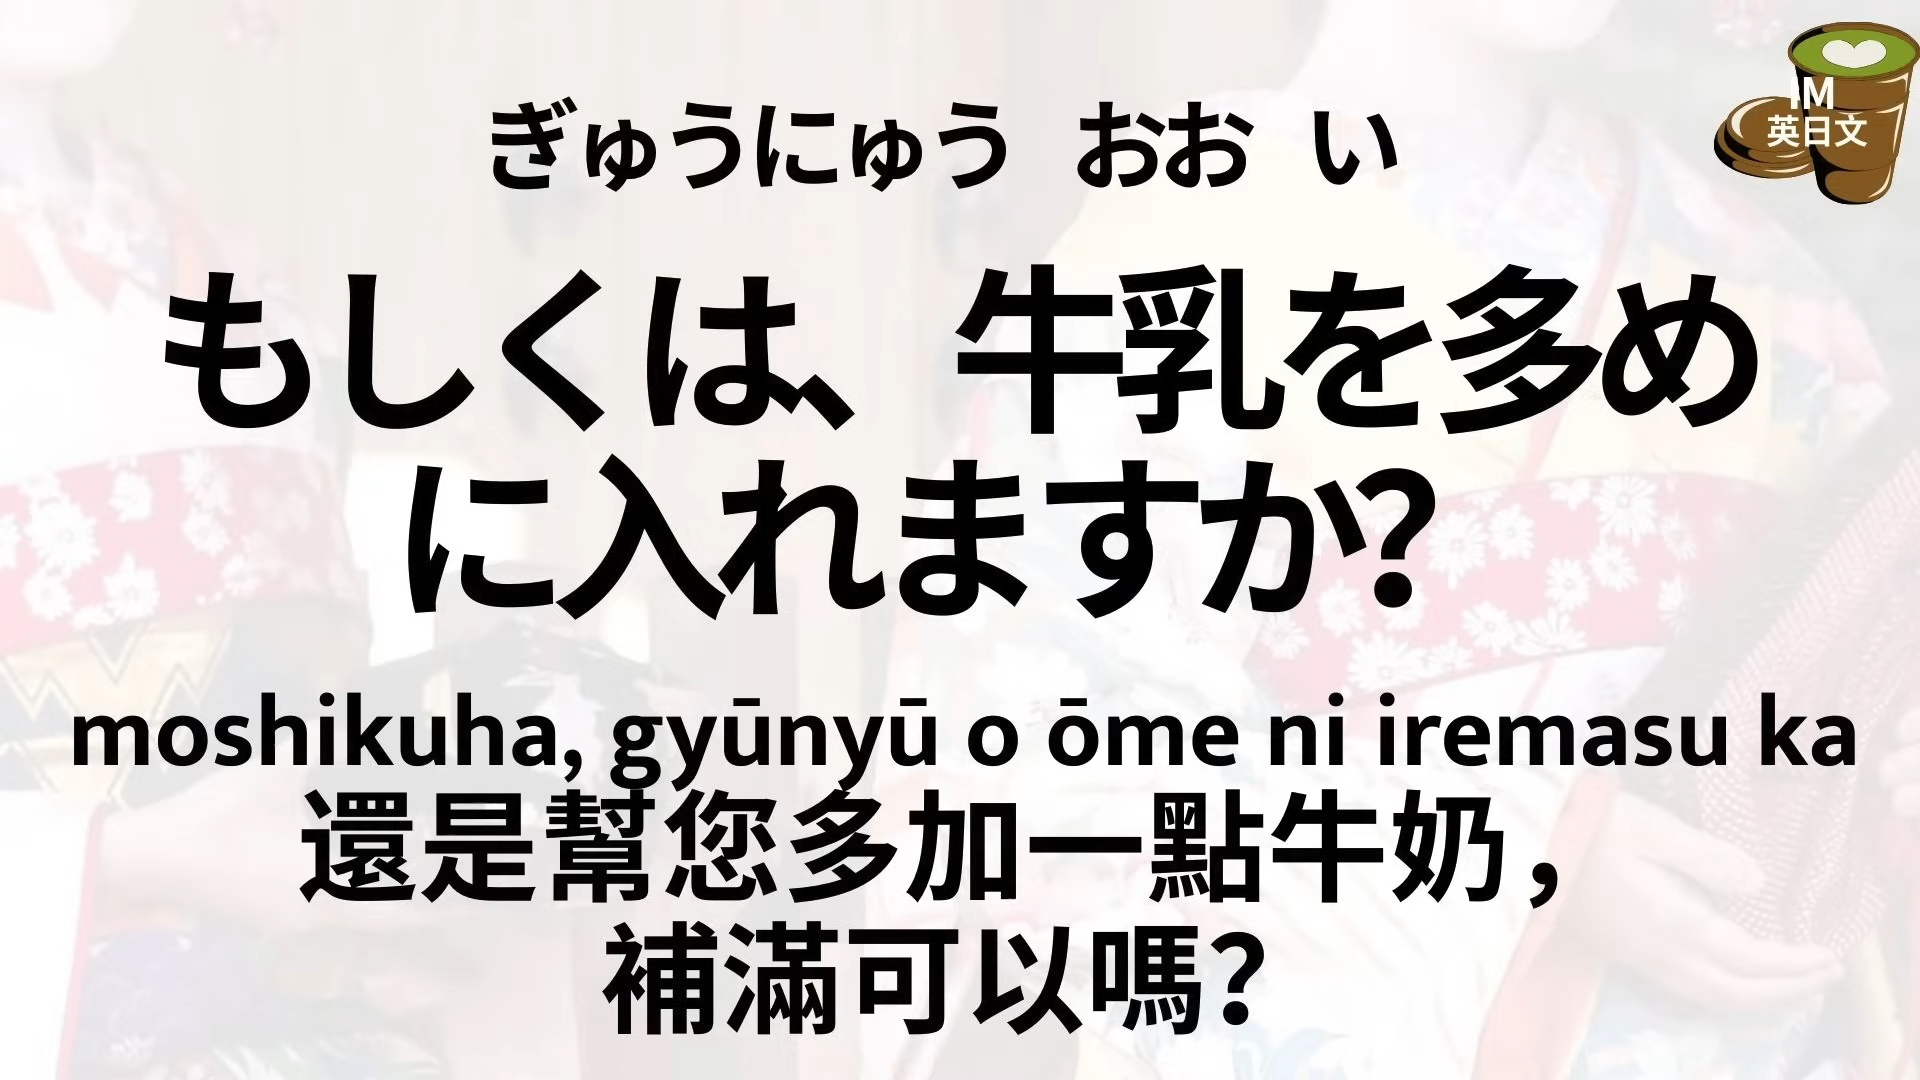 IM
英日文
ぎゅうにゅう おお い
もしくは、牛乳を多め
に入れますか?
moshikuha, gyūnyū o ōme ni iremasu ka
還是幫您多加一點牛奶，
補滿可以嗎？